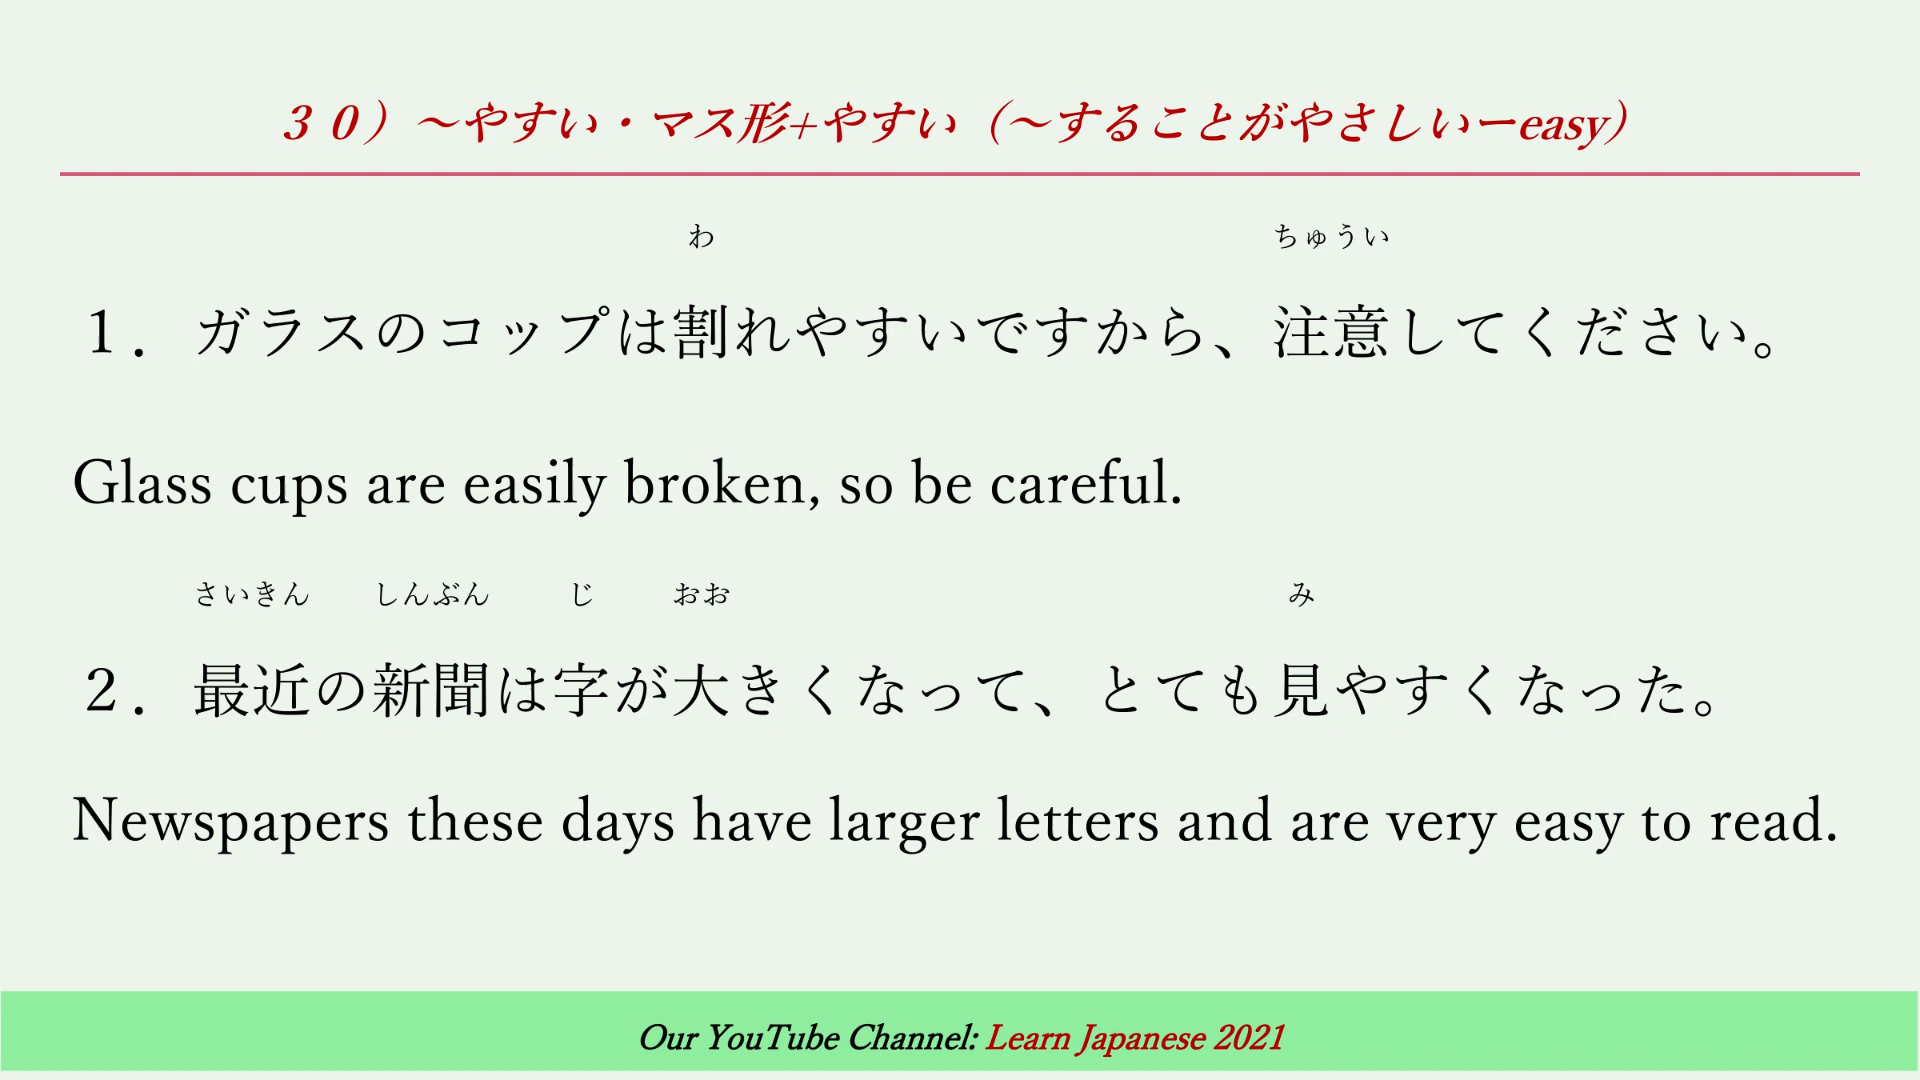 ３０）～やすい・マス形+やすい（～することがやさしいーeasy）
わ ちゅうい
１．ガラスのコップは割れやすいですから、注意してください。
Glass cups are easily broken, so be careful.
さいきん しんぶん じ おお み
２．最近の新聞は字が大きくなって、とても見やすくなった。
Newspapers these days have larger letters and are very easy to read.
Our YouTube Channel: Learn Japanese 2021